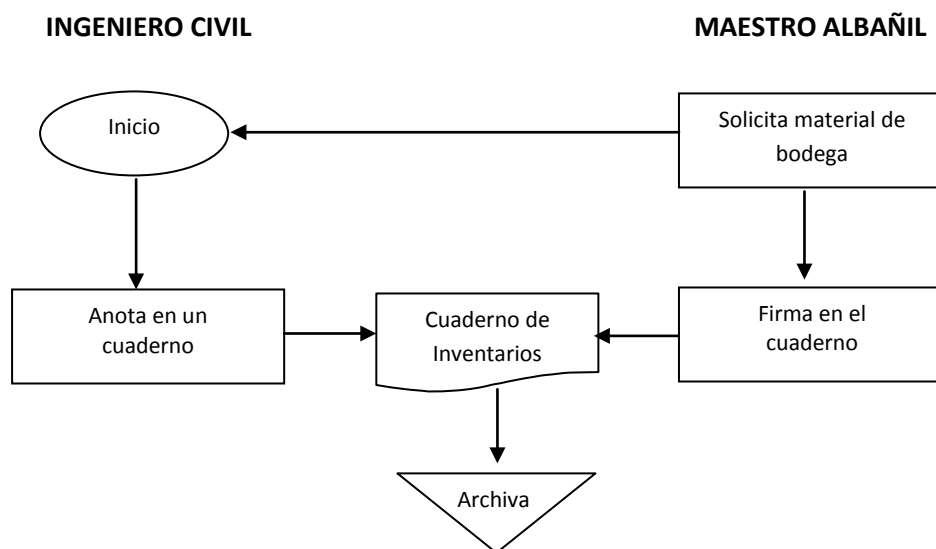 INGENIERO CIVIL
MAESTRO ALBAÑIL
Inicio
Solicita material de
bodega
Anota en un
cuaderno
Cuaderno de
Inventarios
Firma en el
cuaderno
Archiva